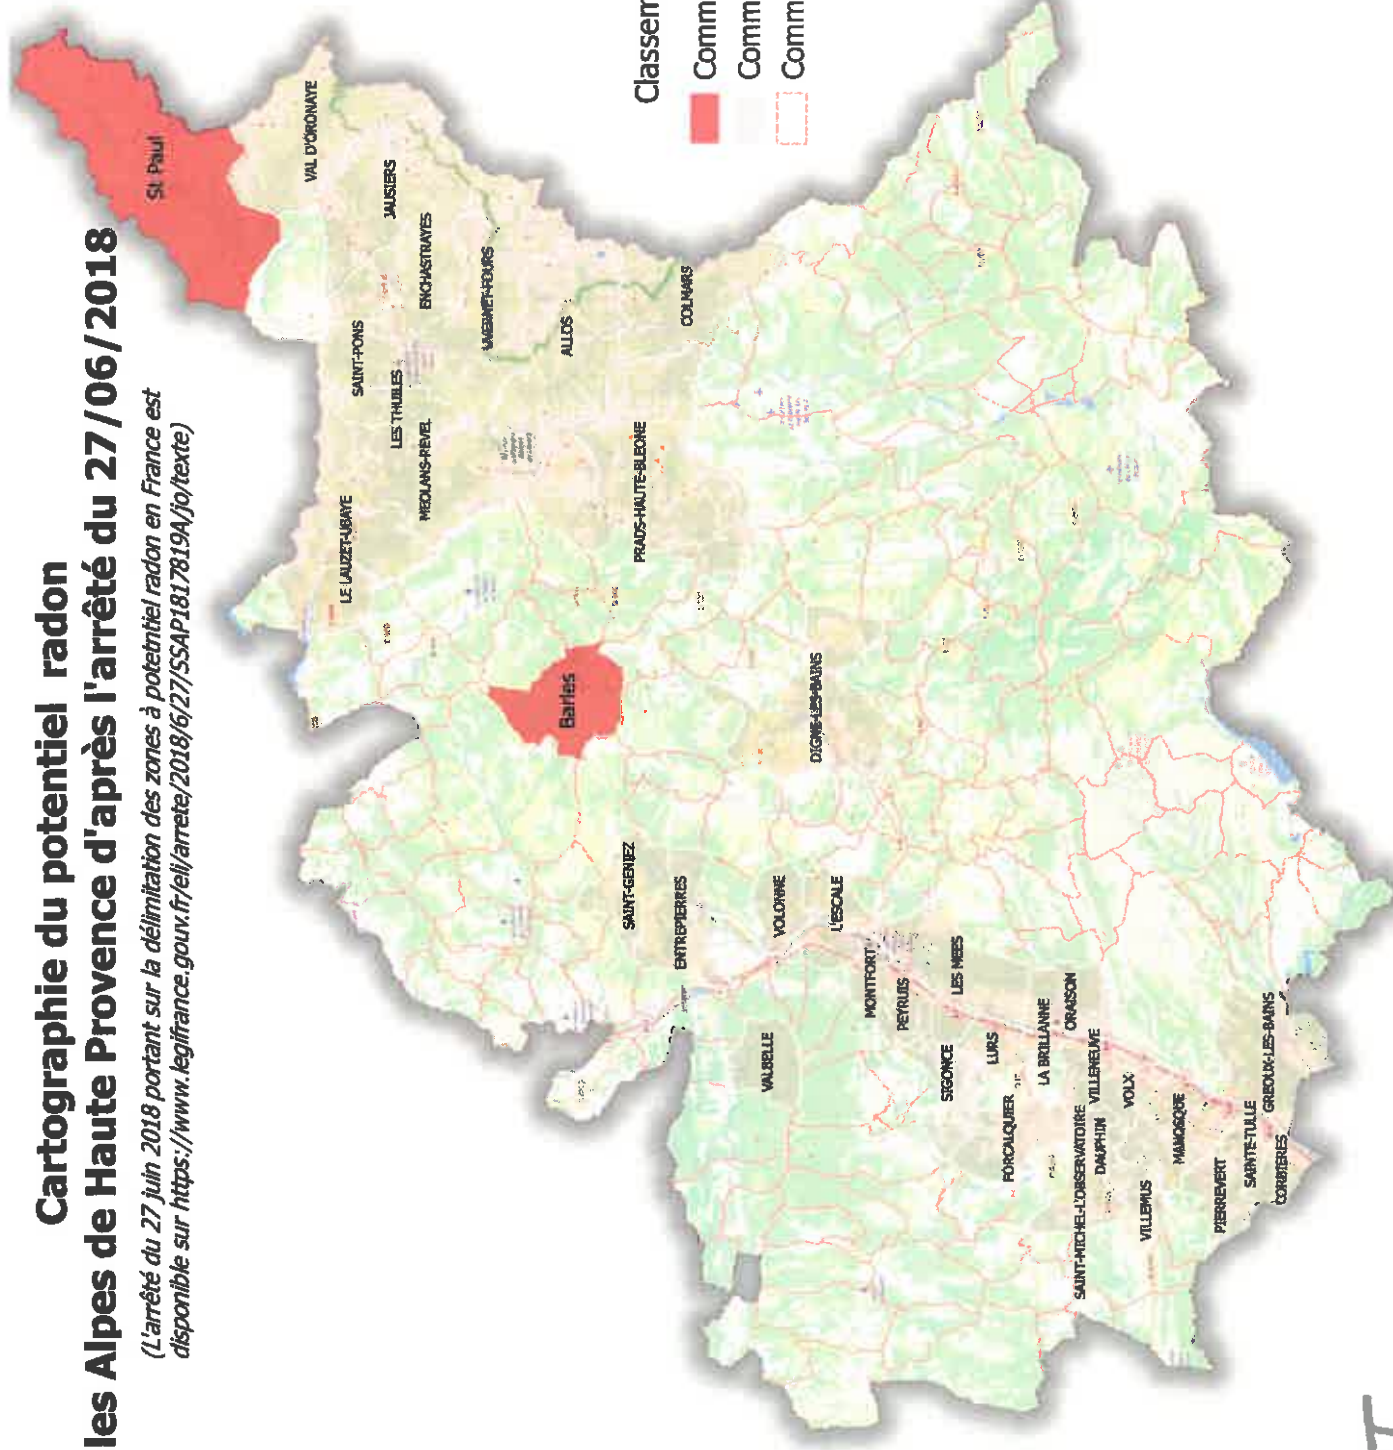 Cartographie du potentiel radon
les Alpes de Haute Provence d'après l'arrêté du 27/06/2018
(L'arrêté du 27 juin 2018 portant sur la délimitation des zones à potetntiel radon en France est
disponible sur https://www.legifrance.gouv.fr/eli/arrete/2018/6/27/SSAP1817819A/jo/texte)
St Paul
VAL D'ORONAYE
JAUSIERS
SAINT-PONS
ENCHASTRAYES
LES THUILES
LE LAUZET-UBAYE
MEOLANS-REVEL
UVERNET-FOURS
ALLOS
COLMARS
PRADS-HAUTE-BLEONE
Barles
DIGNE-LES-BAINS
SAINT-GENIEZ
ENTREPIERRES
VOLONNE
L'ESCALE
VALBELLE
MONTFORT
PEYRUIS
LES MEES
SIGONCE
LURS
FORCALQUIER
LA BRILLANNE
ORAISON
SAINT-MICHEL-L'OBSERVATOIRE
VILLENEUVE
DAUPHIN
VOLX
VILLEMUS
MANOSQUE
PIERREVERT
SAINTE-TULLE
GREOUX-LES-BAINS
CORBIERES
Classem
Comm
Comm
Comm